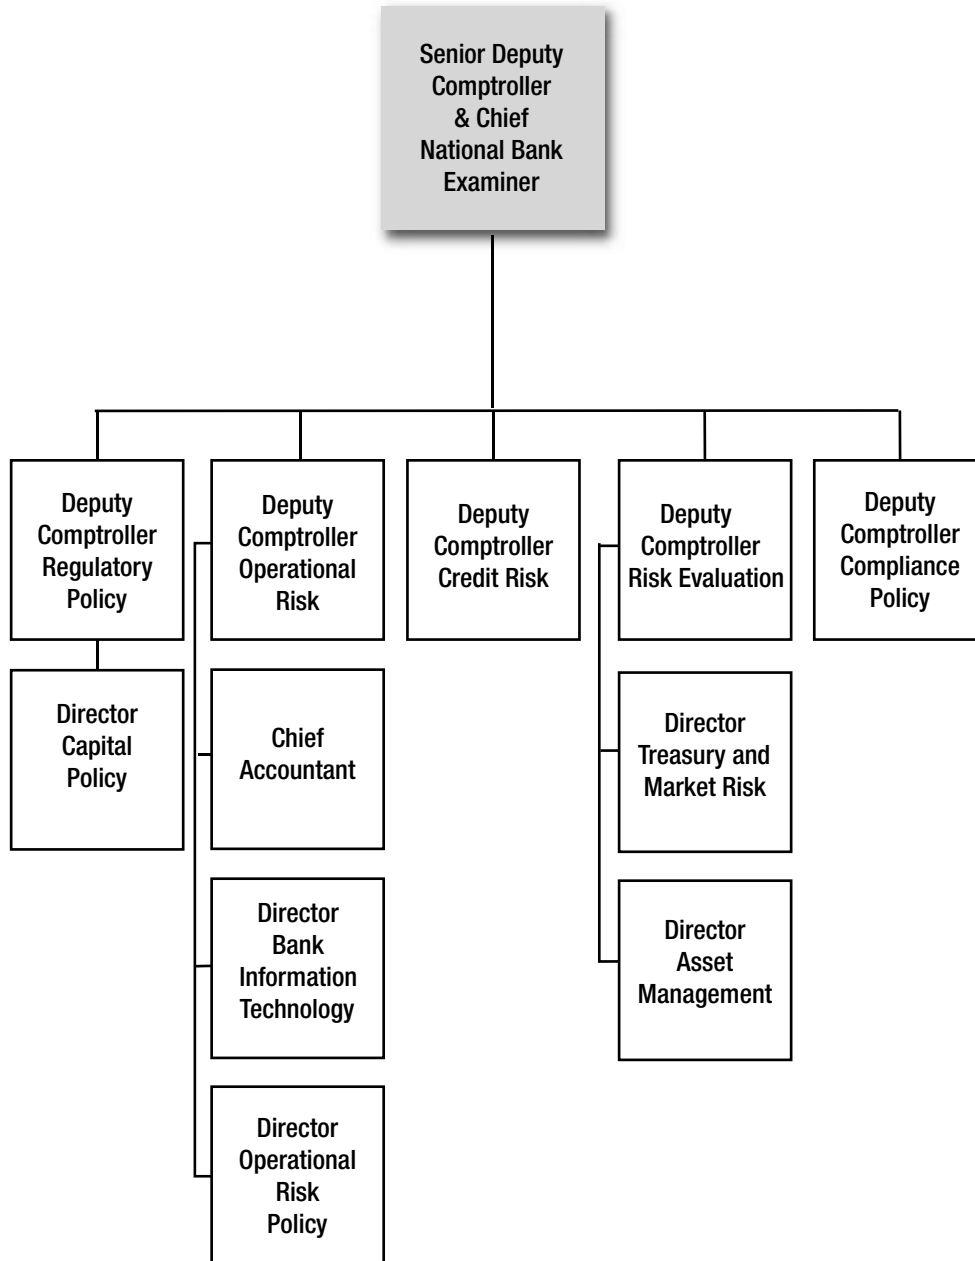 Senior Deputy
Comptroller
& Chief
National Bank
Examiner
Deputy
Comptroller
Regulatory
Policy
Deputy
Comptroller
Operational
Risk
Deputy
Comptroller
Credit Risk
Deputy
Comptroller
Risk Evaluation
Deputy
Comptroller
Compliance
Policy
Director
Capital
Policy
Chief
Accountant
Director
Treasury and
Market Risk
Director
Bank
Information
Technology
Director
Asset
Management
Director
Operational
Risk
Policy